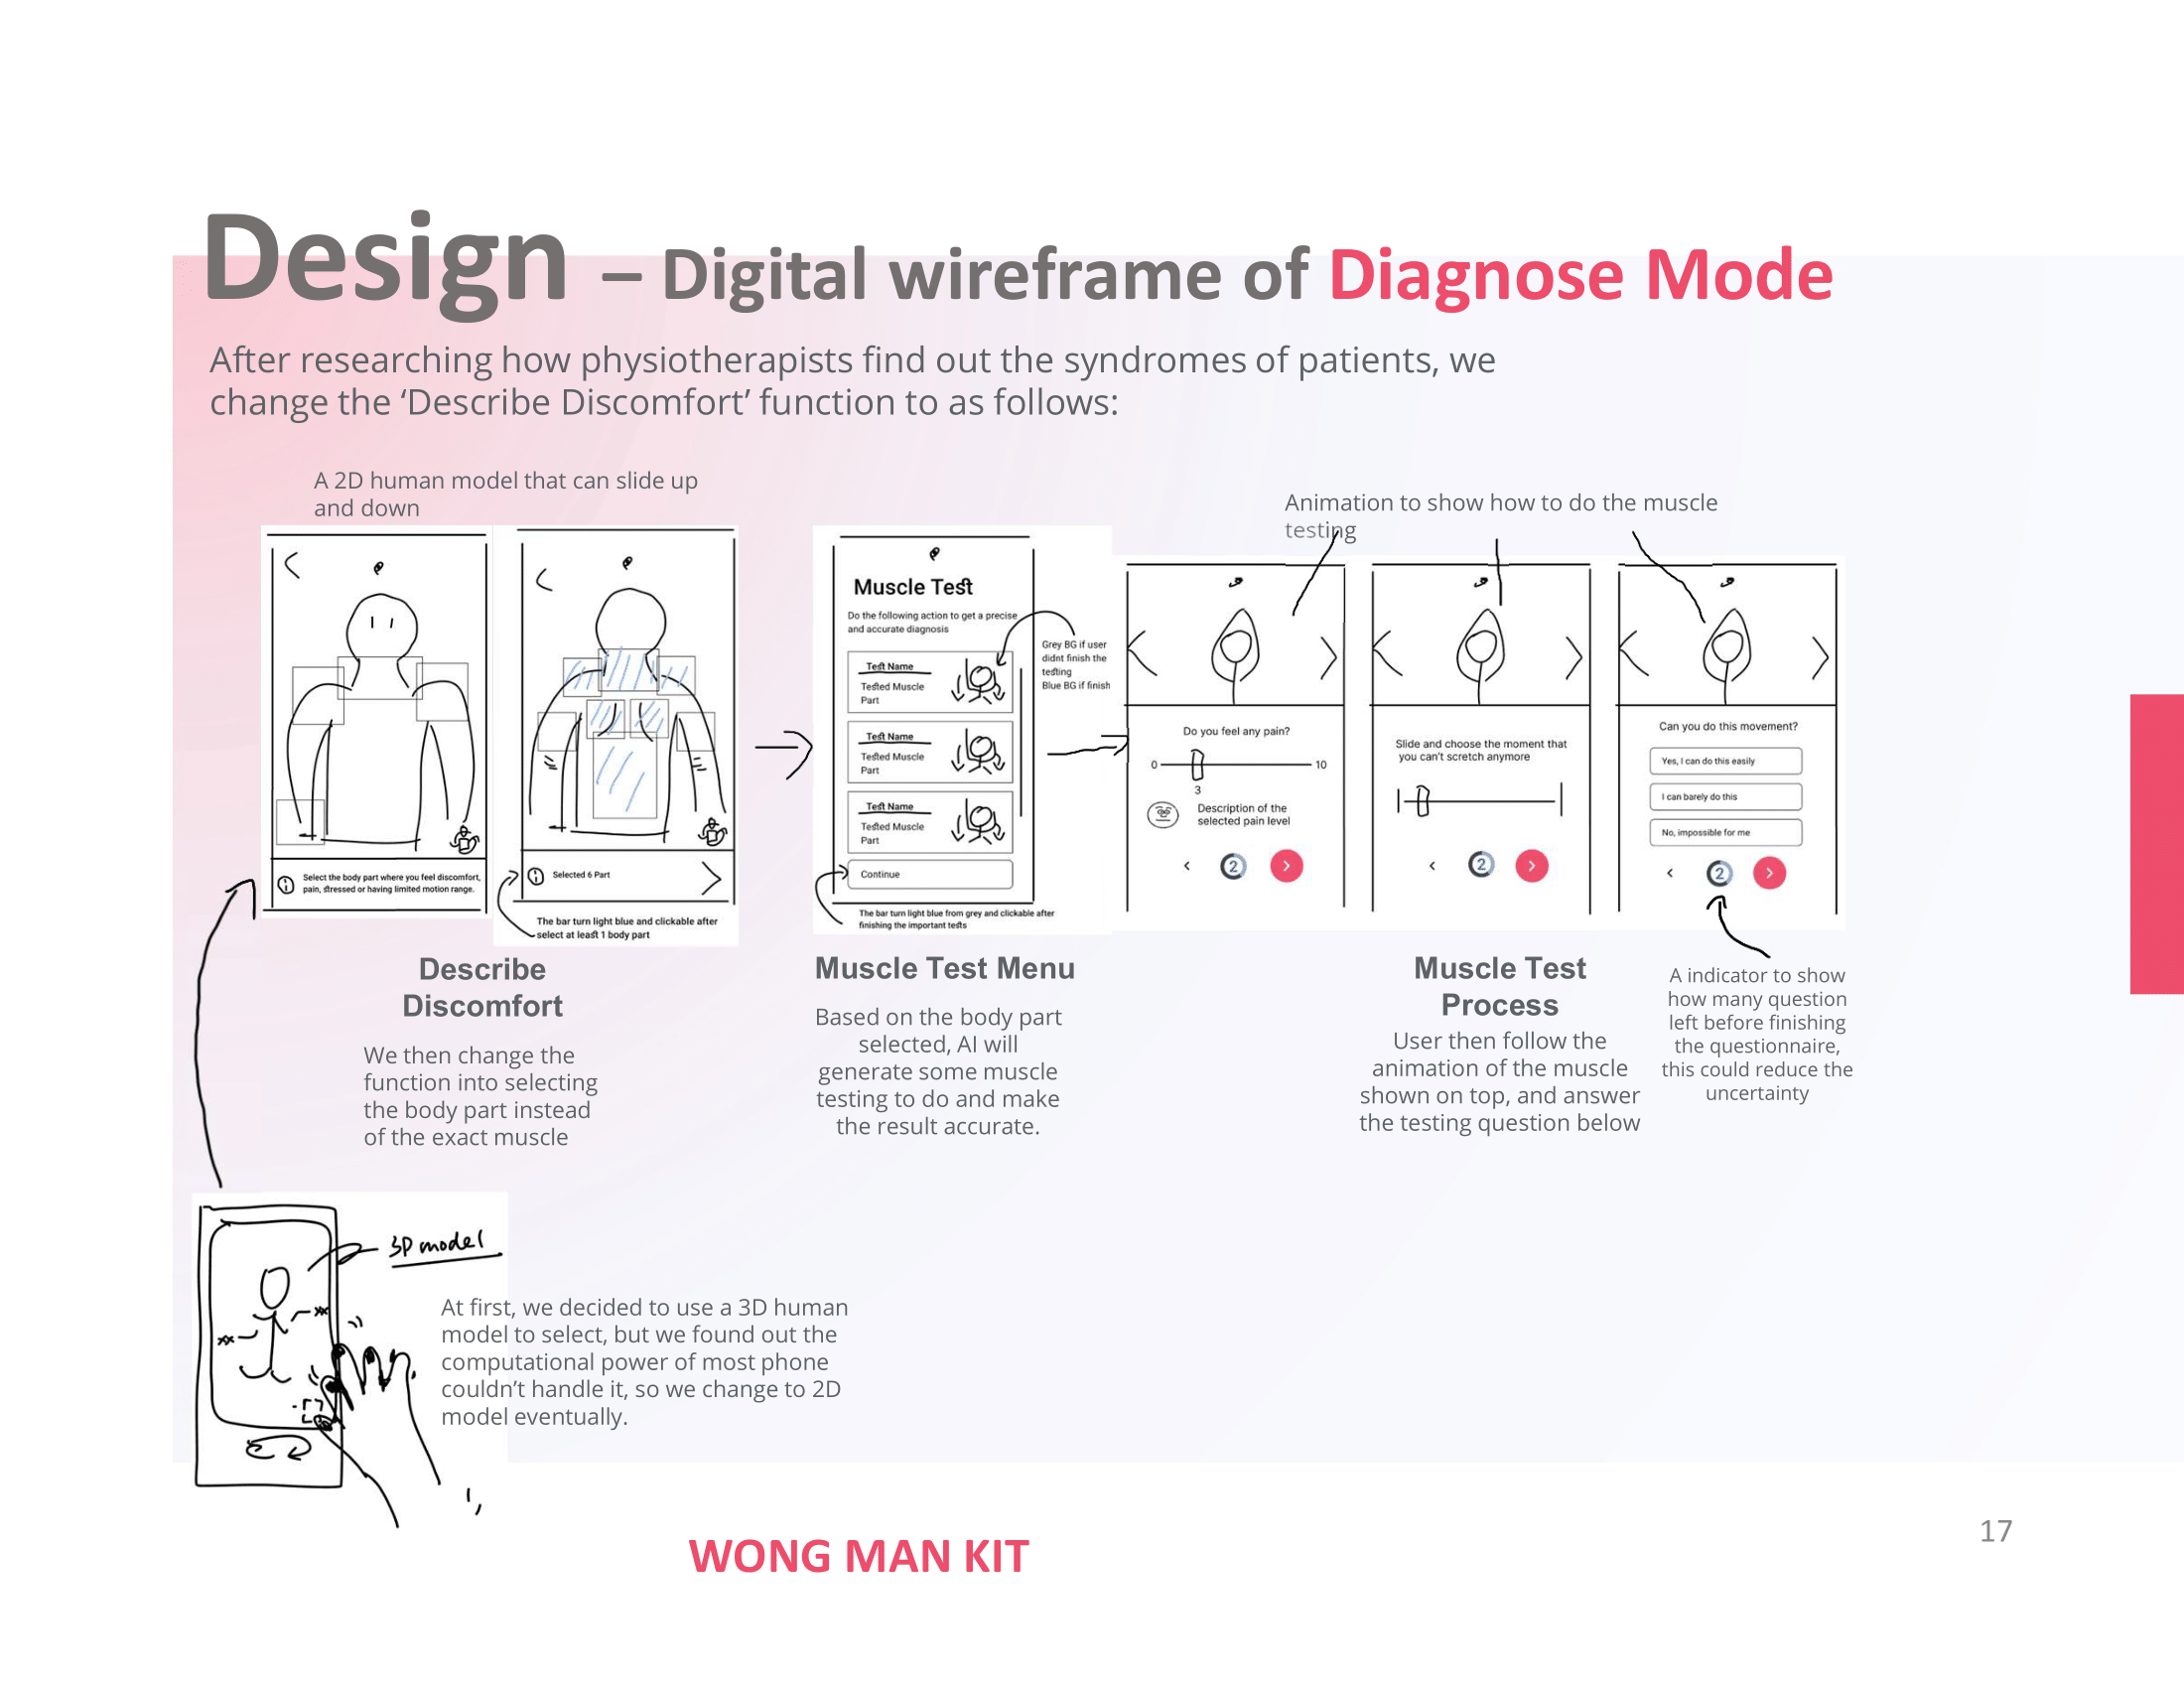 Design – Digital wireframe of Diagnose Mode
After researching how physiotherapists find out the syndromes of patients, we
change the ‘Describe Discomfort’ function to as follows:
A 2D human model that can slide up
and down
Select the body part where you feel discomfort,
pain, stressed or having limited motion range.
Selected 6 Part
The bar turn light blue and clickable after
select at least 1 body part
Describe
Discomfort
We then change the
function into selecting
the body part instead
of the exact muscle
Muscle Test
Do the following action to get a precise
and accurate diagnosis
Test Name
Tested Muscle
Part
Test Name
Tested Muscle
Part
Test Name
Tested Muscle
Part
Continue
Grey BG if user
didnt finish the
testing
Blue BG if finish
The bar turn light blue from grey and clickable after
finishing the important tests
Muscle Test Menu
Based on the body part
selected, AI will
generate some muscle
testing to do and make
the result accurate.
Animation to show how to do the muscle
testing
Do you feel any pain?
0
10
3
Description of the
selected pain level
2
Slide and choose the moment that
you can't scretch anymore
2
Can you do this movement?
Yes, I can do this easily
I can barely do this
No, impossible for me
2
Muscle Test
Process
User then follow the
animation of the muscle
shown on top, and answer
the testing question below
A indicator to show
how many question
left before finishing
the questionnaire,
this could reduce the
uncertainty
3D model
At first, we decided to use a 3D human
model to select, but we found out the
computational power of most phone
couldn’t handle it, so we change to 2D
model eventually.
WONG MAN KIT
17